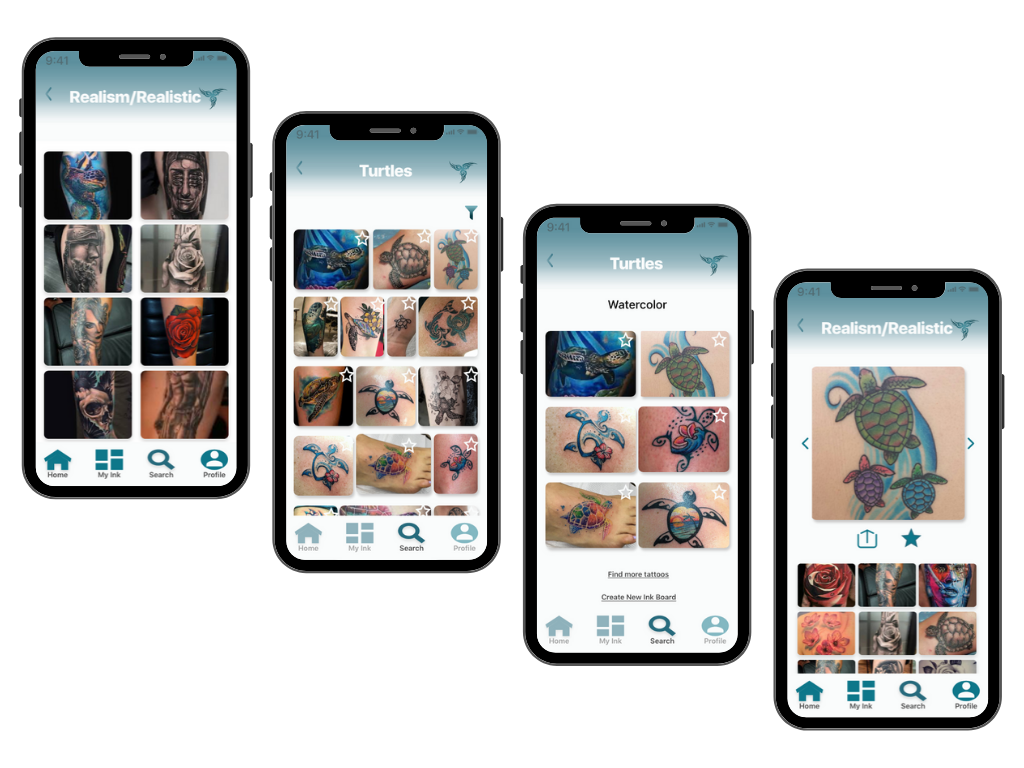 9:41
Realism/Realistic
Home
My Ink
Search
Profile
9:41
Turtles
Home
My Ink
Search
Profile
9:41
Turtles
Watercolor
Find more tattoos
Create New Ink Board
Home
My Ink
Search
Profile
9:41
Realism/Realistic
Home
My Ink
Search
Profile